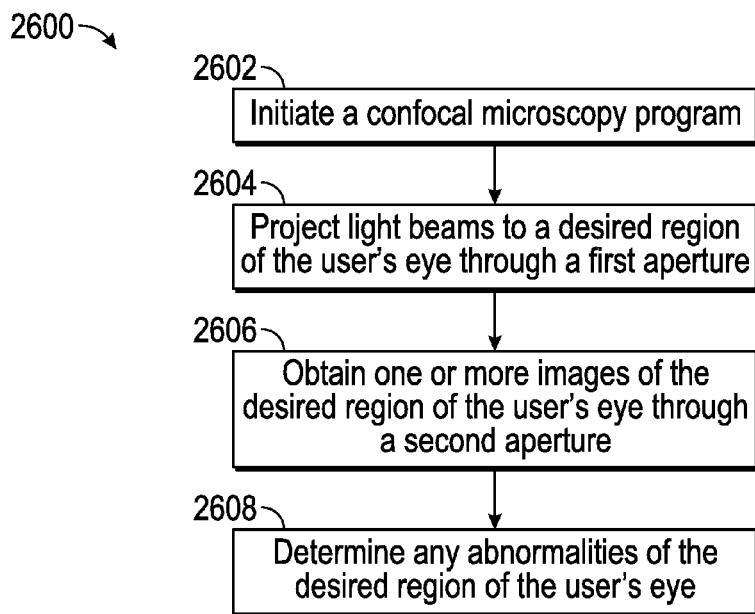 2600
2602
Initiate a confocal microscopy program
2604
Project light beams to a desired region
of the user's eye through a first aperture
2606
Obtain one or more images of the
desired region of the user's eye through
a second aperture
2608
Determine any abnormalities of the
desired region of the user's eye